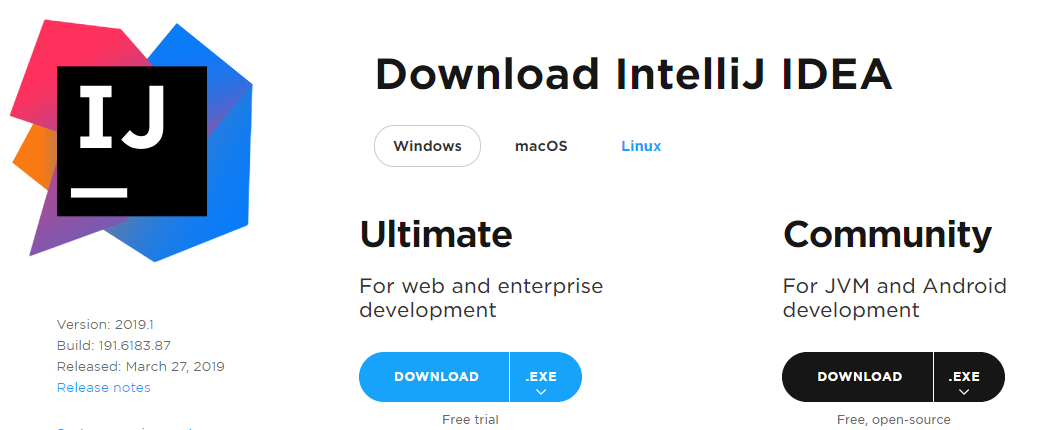 IJ
Download IntelliJ IDEA
Windows
macOS
Linux
Ultimate
For web and enterprise
development
DOWNLOAD
.EXE
Free trial
Community
For JVM and Android
development
DOWNLOAD
.EXE
Free, open-source
Version: 2019.1
Build: 191.6183.87
Released: March 27, 2019
Release notes